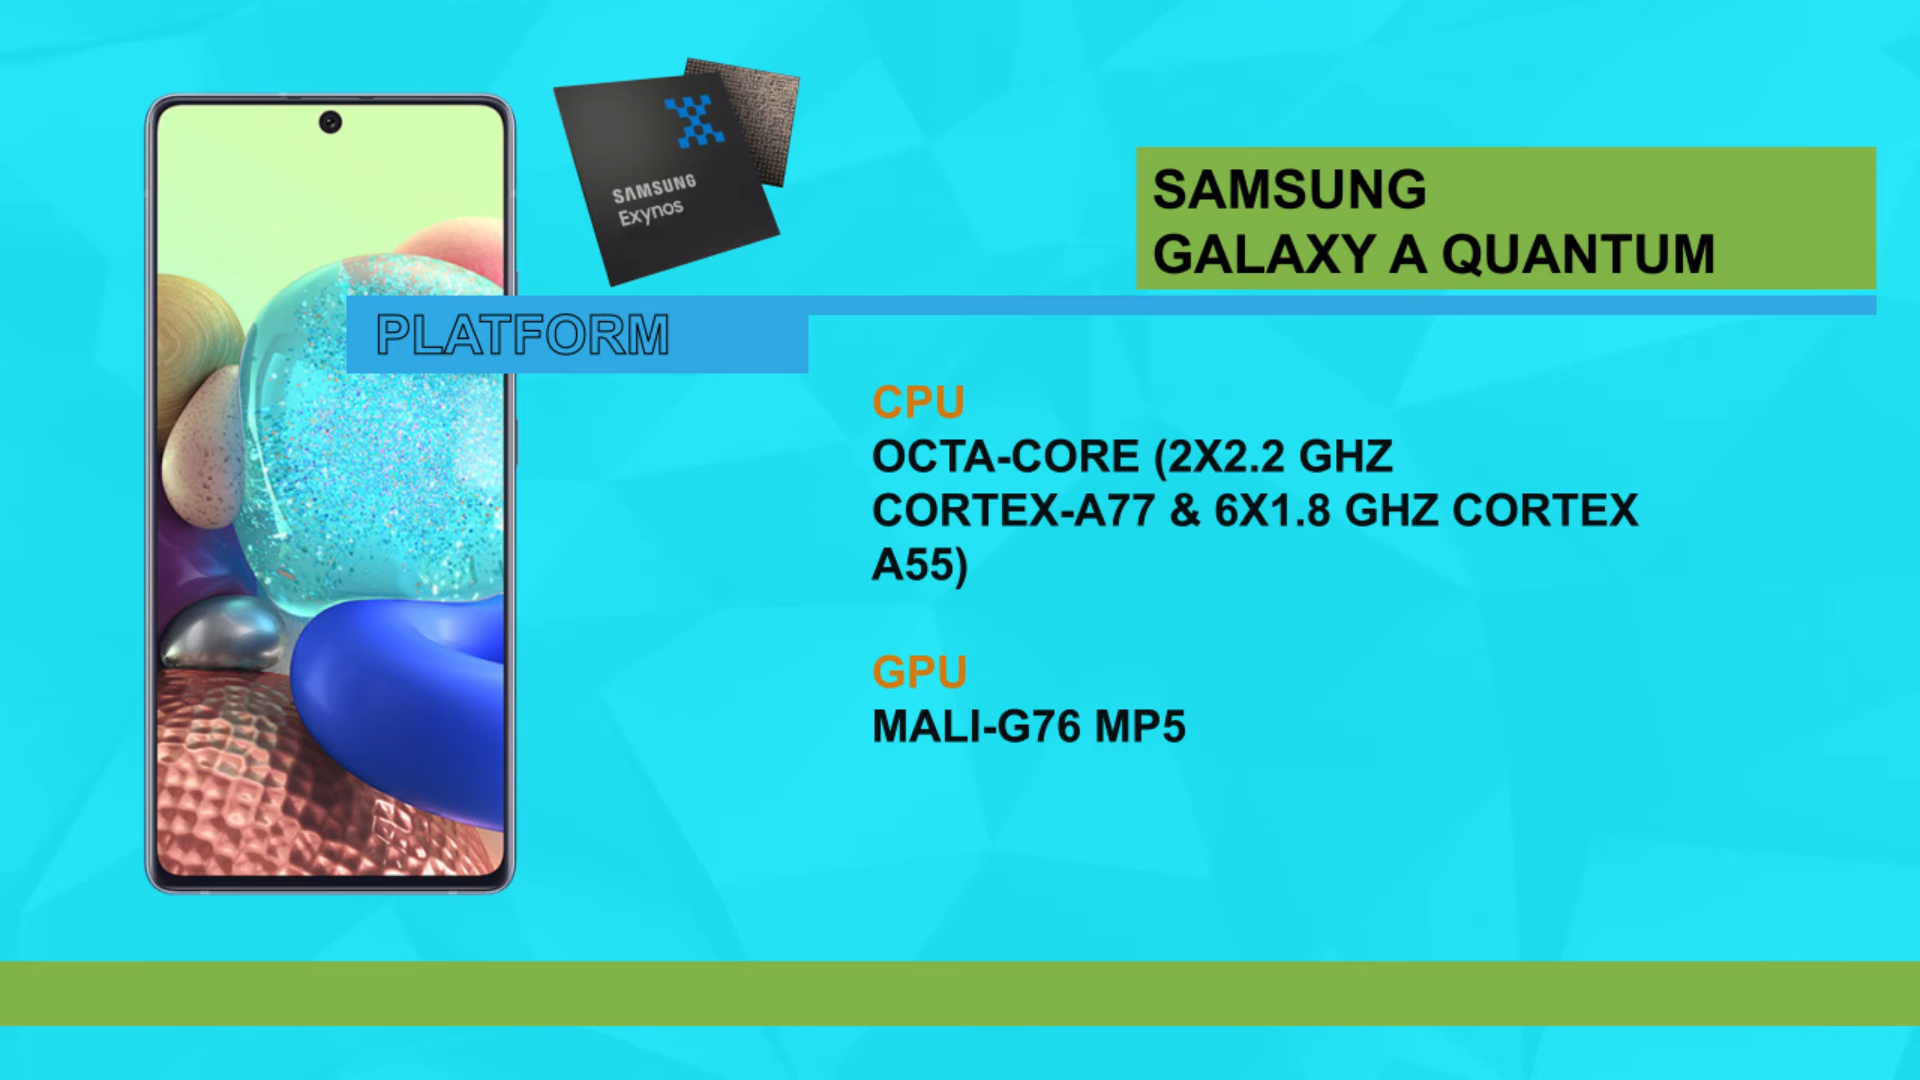 SAMSUNG
Exynos
SAMSUNG
GALAXY A QUANTUM
PLATFORM
CPU
OCTA-CORE (2X2.2 GHZ
CORTEX-A77 & 6X1.8 GHZ CORTEX
A55)
GPU
MALI-G76 MP5